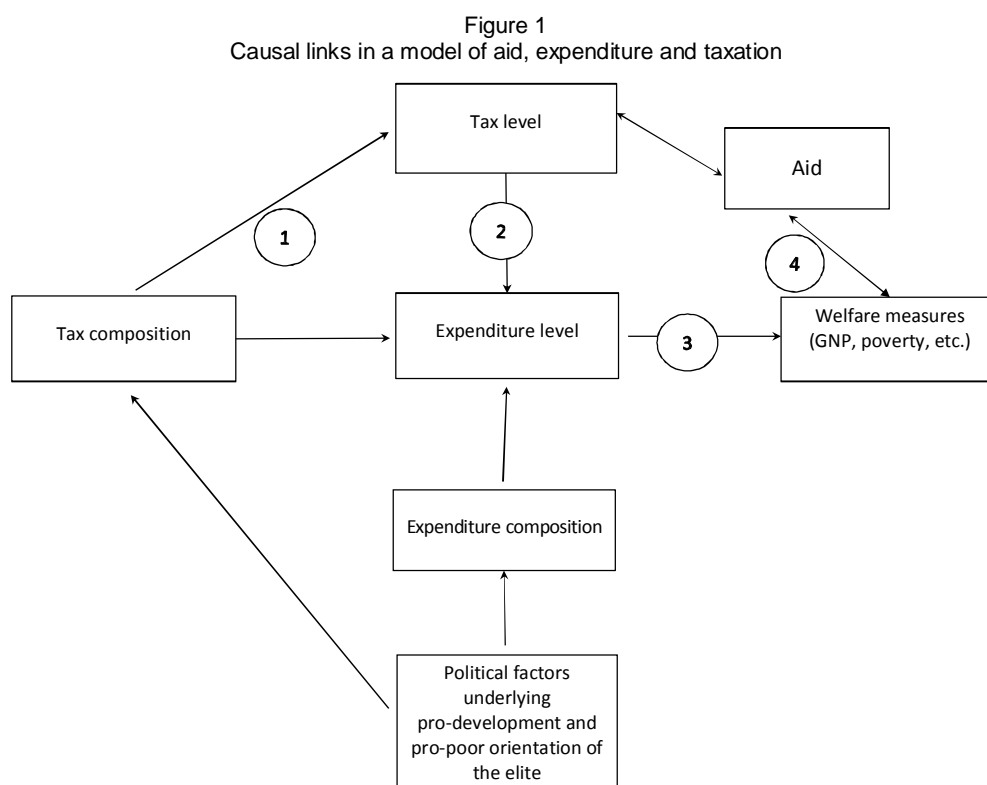 Figure 1
Causal links in a model of aid, expenditure and taxation
Tax level
Aid
1
2
4
Tax composition
Expenditure level
3
Welfare measures
(GNP, poverty, etc.)
Expenditure composition
Political factors
underlying
pro-development and
pro-poor orientation of
the elite